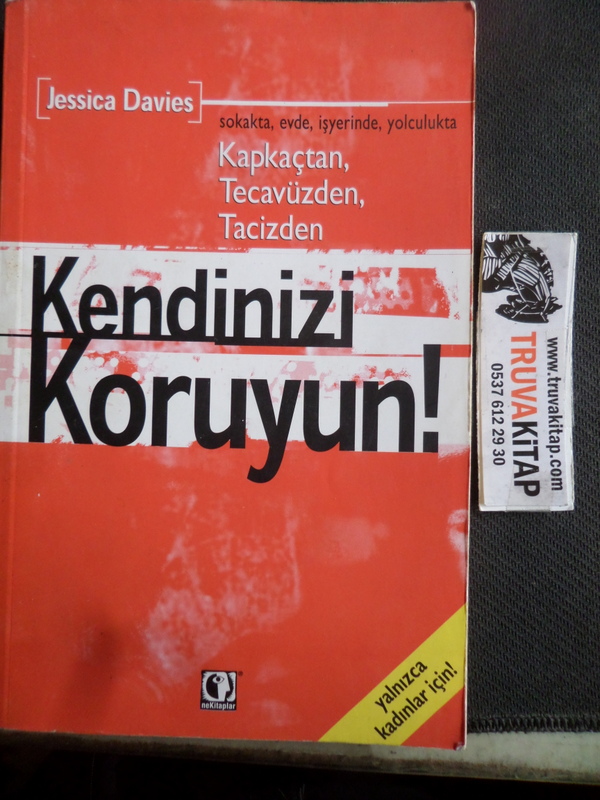 [Jessica Davies]
sokakta, evde, işyerinde, yolculukta
Kapkaçtan,
Tecavüzden,
Tacizden
Kendinizi
Koruyun!
yalnızca
kadınlar için!
neKitaplar
®
www.truvakitap.com
TRUVAKiTAP
0537 612 29 30